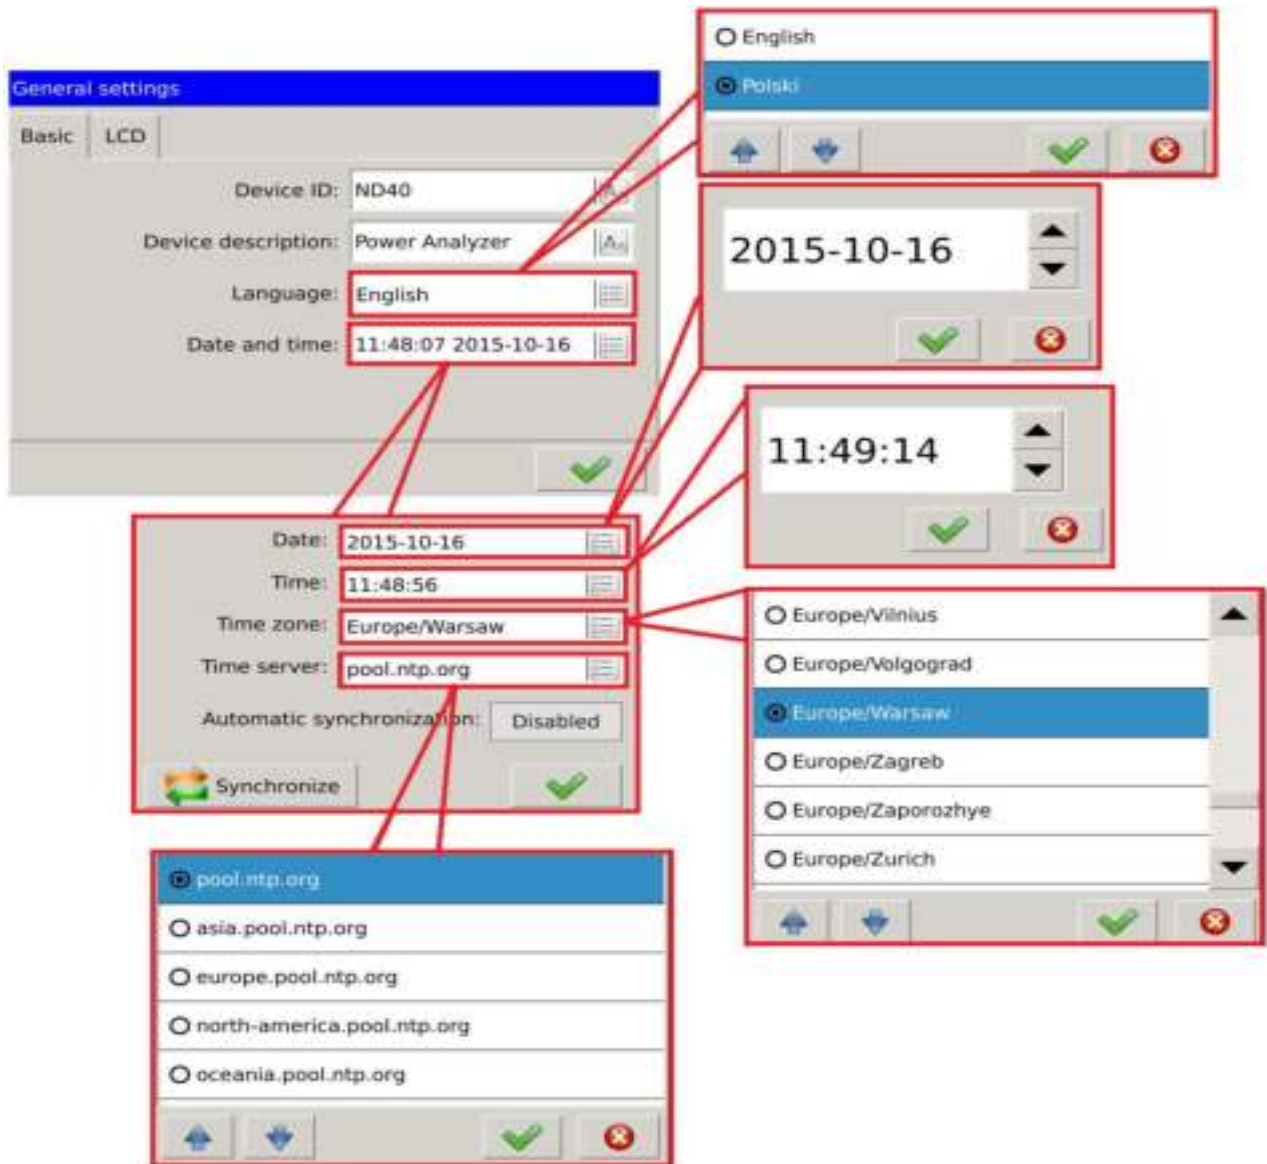 General settings
Basic LCD
Device ID: ND40
Device description: Power Analyzer
Language: English
Date and time: 11:48:07 2015-10-16
English
Polski
2015-10-16
11:49:14
Date: 2015-10-16
Time: 11:48:56
Time zone: Europe/Warsaw
Time server: pool.ntp.org
Automatic synchronization: Disabled
Synchronize
Europe/Vilnius
Europe/Volgograd
Europe/Warsaw
Europe/Zagreb
Europe/Zaporozhye
Europe/Zurich
pool.ntp.org
asia.pool.ntp.org
europe.pool.ntp.org
north-america.pool.ntp.org
oceania.pool.ntp.org